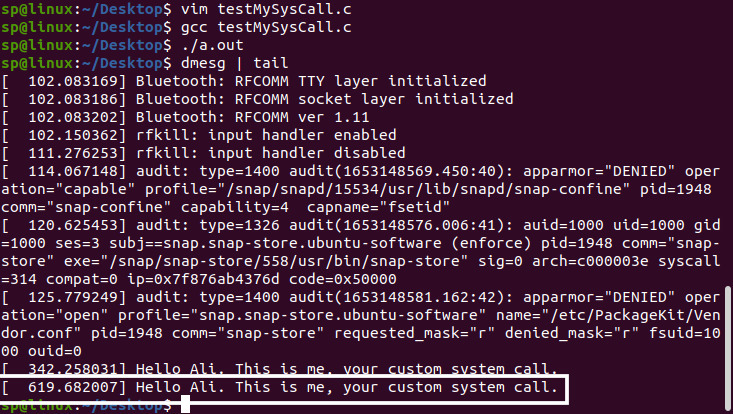 sp@linux:~/Desktop$ vim testMySysCall.c
sp@linux:~/Desktop$ gcc testMySysCall.c
sp@linux:~/Desktop$ ./a.out
sp@linux:~/Desktop$ dmesg | tail
[  102.083169] Bluetooth: RFCOMM TTY layer initialized
[  102.083186] Bluetooth: RFCOMM socket layer initialized
[  102.083202] Bluetooth: RFCOMM ver 1.11
[  102.150362] rfkill: input handler enabled
[  111.276253] rfkill: input handler disabled
[  114.067148] audit: type=1400 audit(1653148569.450:40): apparmor="DENIED" oper
ation="capable" profile="/snap/snapd/15534/usr/lib/snapd/snap-confine" pid=1948
comm="snap-confine" capability=4  capname="fsetid"
[  120.625453] audit: type=1326 audit(1653148576.006:41): auid=1000 uid=1000 gid
=1000 ses=3 subj==snap.snap-store.ubuntu-software (enforce) pid=1948 comm="snap-
store" exe="/snap/snap-store/558/usr/bin/snap-store" sig=0 arch=c000003e syscall
=314 compat=0 ip=0x7f876ab4376d code=0x50000
[  125.779249] audit: type=1400 audit(1653148581.162:42): apparmor="DENIED" oper
ation="open" profile="snap.snap-store.ubuntu-software" name="/etc/PackageKit/Ven
dor.conf" pid=1948 comm="snap-store" requested_mask="r" denied_mask="r" fsuid=10
00 ouid=0
[  342.258031] Hello Ali. This is me, your custom system call.
[  619.682007] Hello Ali. This is me, your custom system call.
sp@linux:~/Desktop$